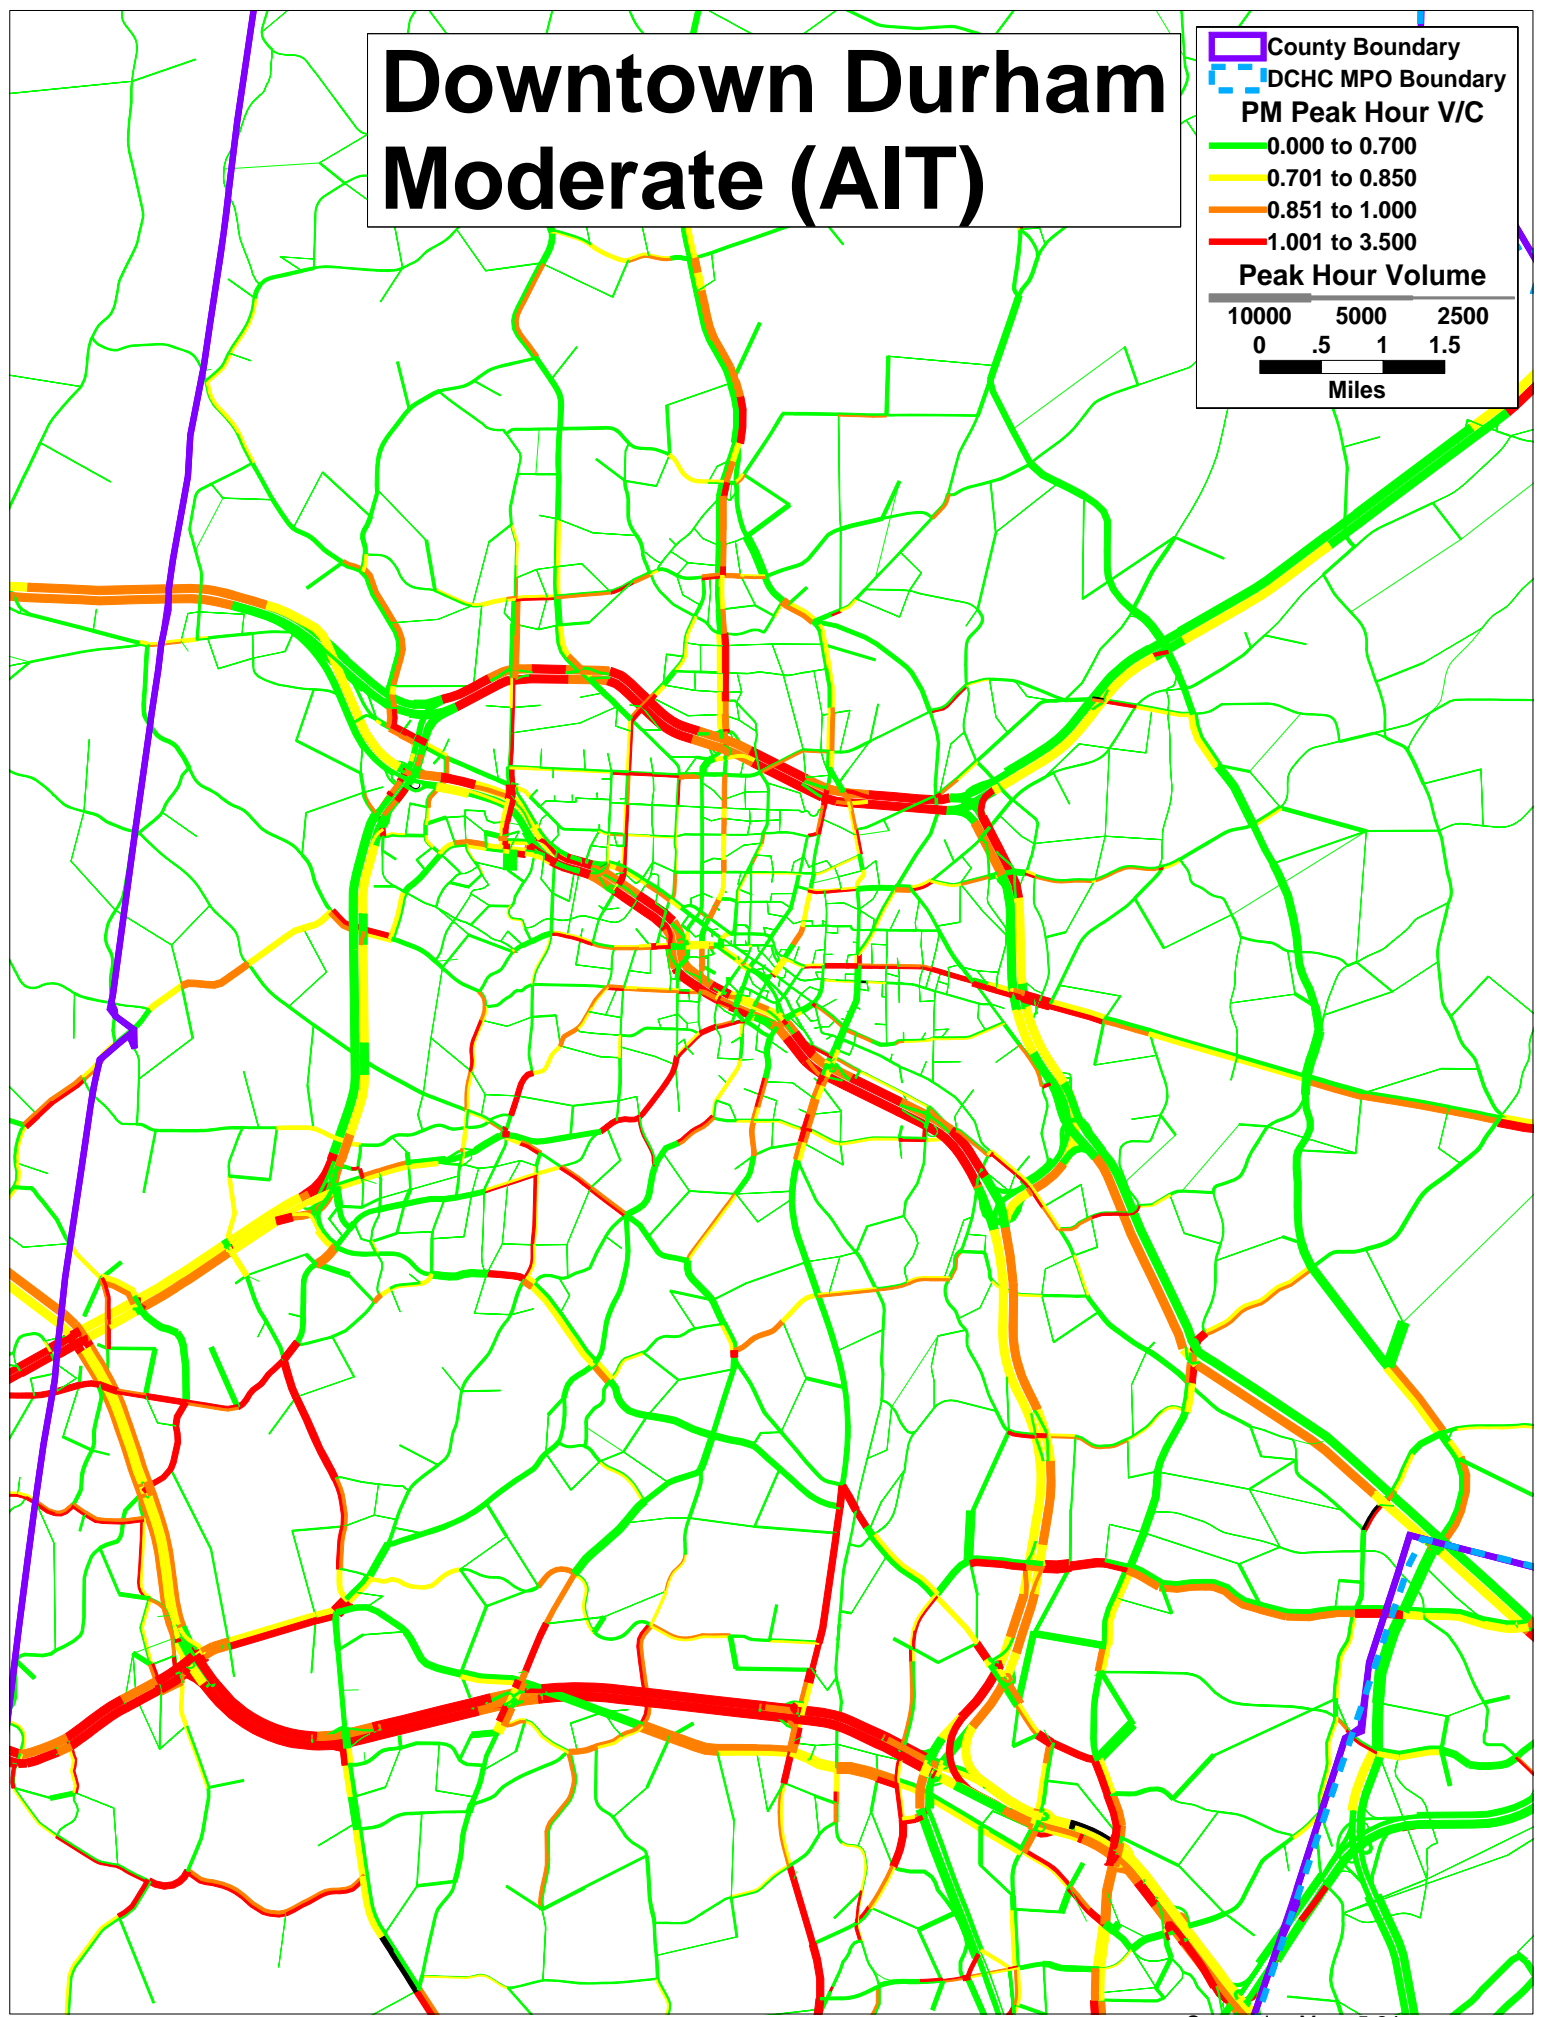 Downtown Durham
Moderate (AIT)
County Boundary
DCHC MPO Boundary
PM Peak Hour V/C
0.000 to 0.700
0.701 to 0.850
0.851 to 1.000
1.001 to 3.500
Peak Hour Volume
10000 5000 2500
0 .5 1 1.5
Miles